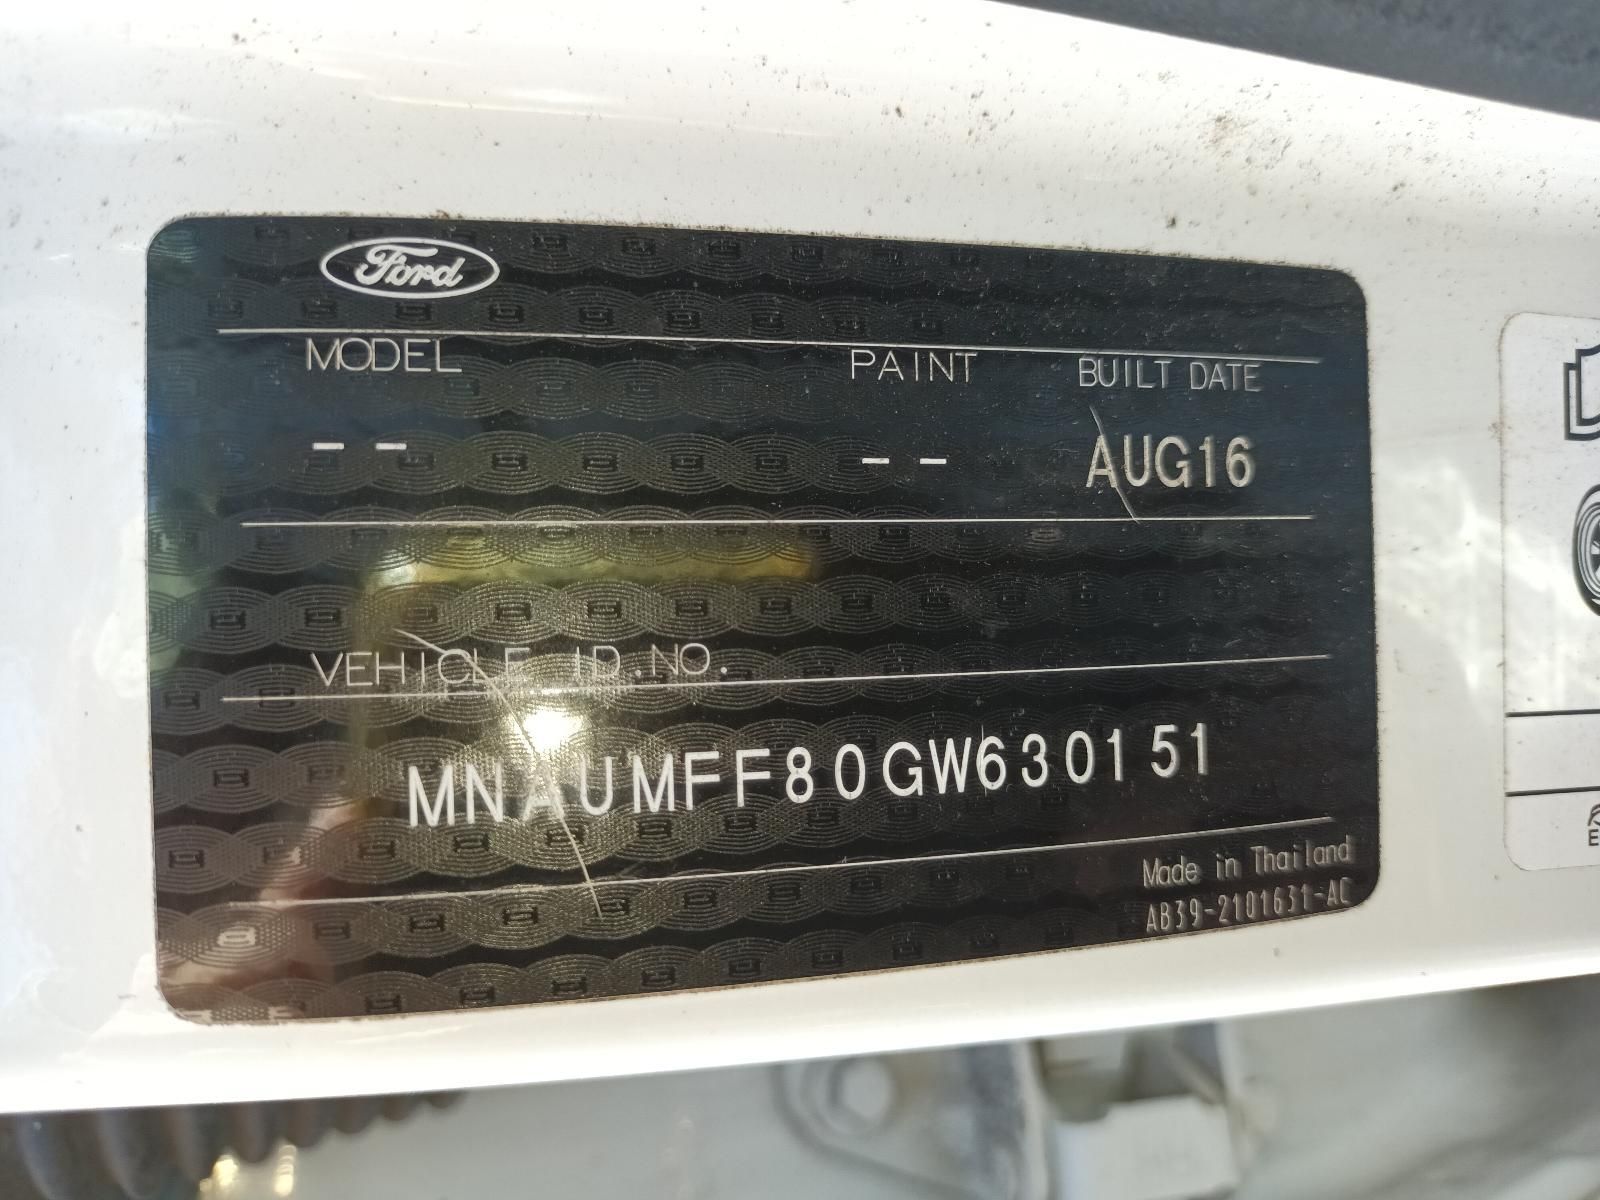 Ford
MODEL PAINT BUILT DATE
-- -- AUG16
VEHICLE ID.NO.
MNAUMFF80GW630151
Made in Thailand
AB39-2101631-AC